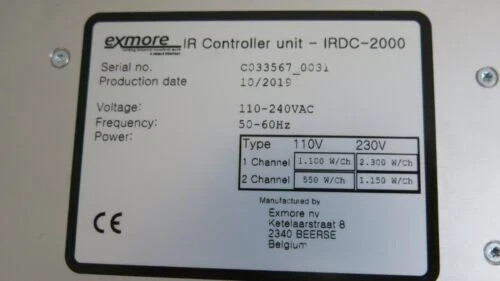 exmore IR Controller unit - IRDC-2000
Serial no. C033567_0031
Production date 10/2019
Voltage: 110-240VAC
Frequency: 50-60Hz
Power:
Type 110V 230V
1 Channel 1.100 W/Ch 2.300 W/Ch
2 Channel 550 W/Ch 1.150 W/Ch
Manufactured by
Exmore nv
Ketelaarstraat 8
2340 BEERSE
Belgium
CE